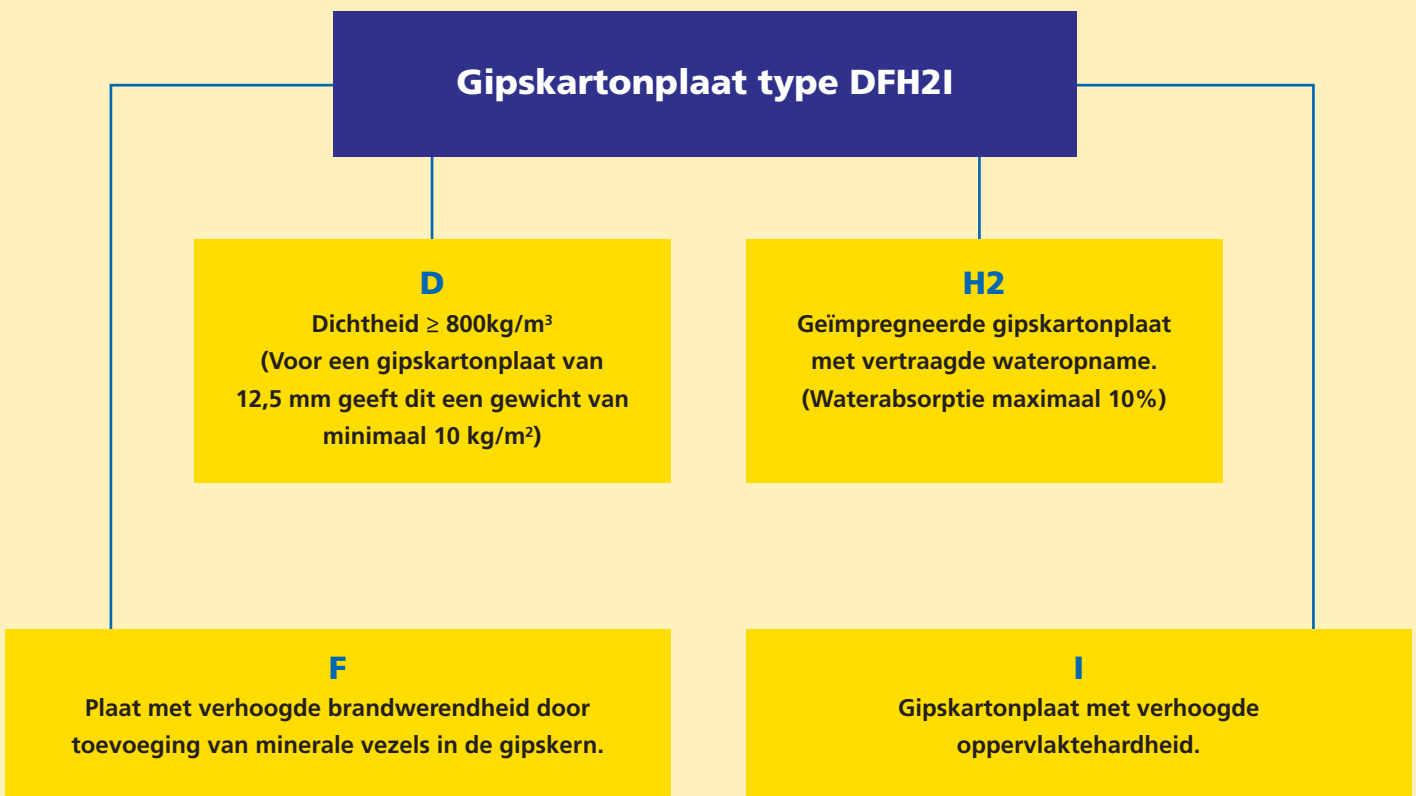 Gipskartonplaat type DFH2I
D
Dichtheid ≥ 800kg/m³
(Voor een gipskartonplaat van
12,5 mm geeft dit een gewicht van
minimaal 10 kg/m²)
H2
Geïmpregneerde gipskartonplaat
met vertraagde wateropname.
(Waterabsorptie maximaal 10%)
F
Plaat met verhoogde brandwerendheid door
toevoeging van minerale vezels in de gipskern.
I
Gipskartonplaat met verhoogde
oppervlaktehardheid.